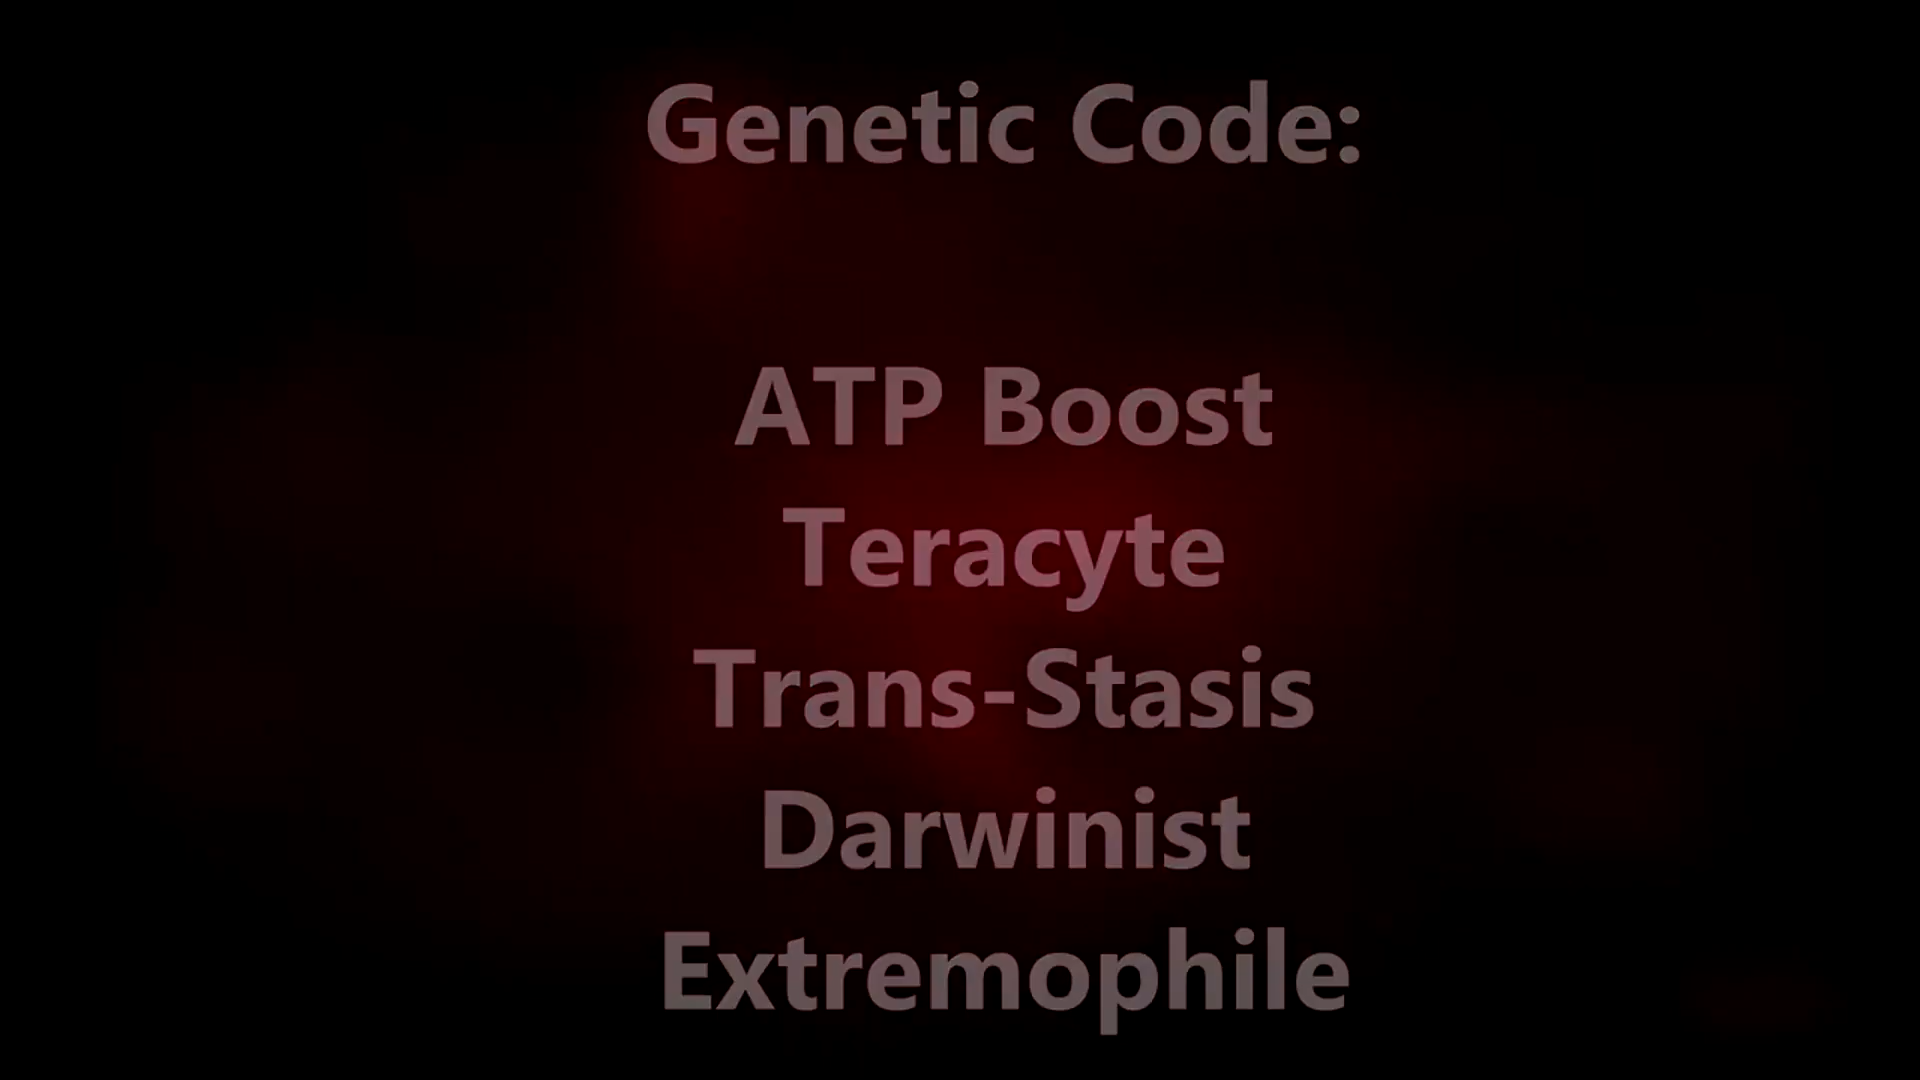 Genetic Code:
ATP Boost
Teracyte
Trans-Stasis
Darwinist
Extremophile